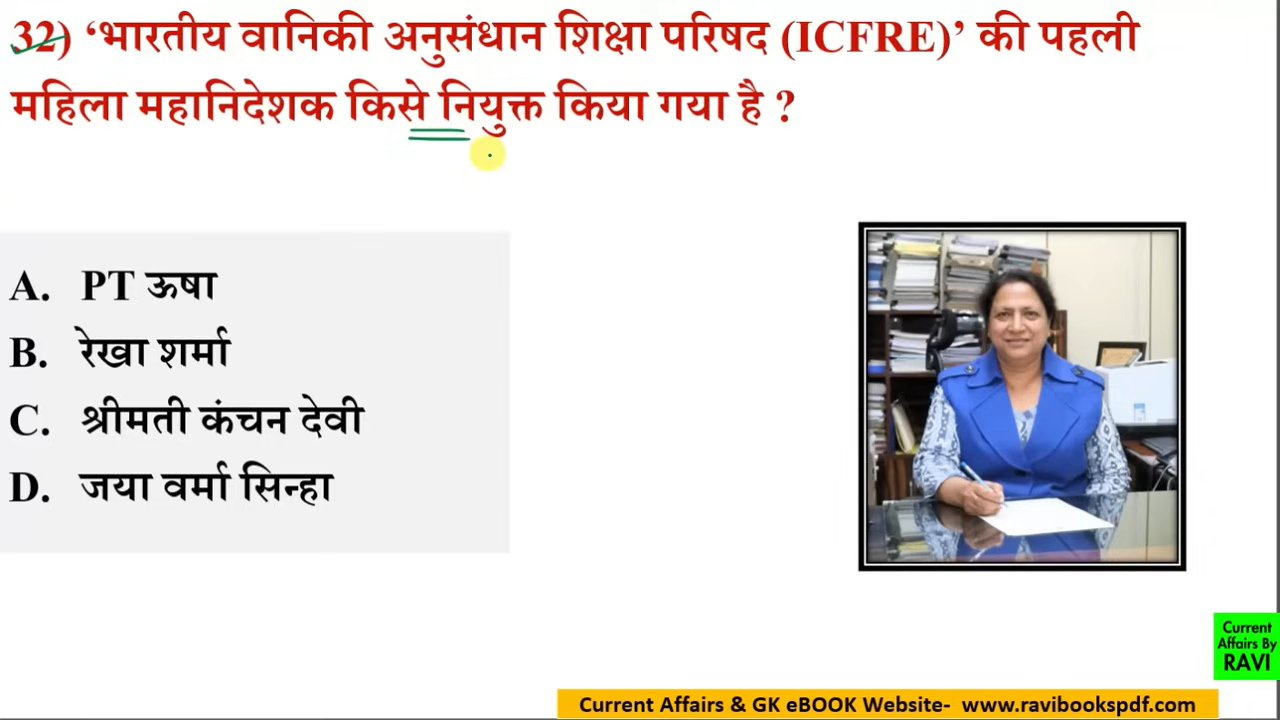 32) ‘भारतीय वानिकी अनुसंधान शिक्षा परिषद (ICFRE)’ की पहली
महिला महानिदेशक किसे नियुक्त किया गया है ?
A. PT ऊषा
B. रेखा शर्मा
C. श्रीमती कंचन देवी
D. जया वर्मा सिन्हा
Current
Affairs By
RAVI
Current Affairs & GK eBOOK Website- www.ravibookspdf.com